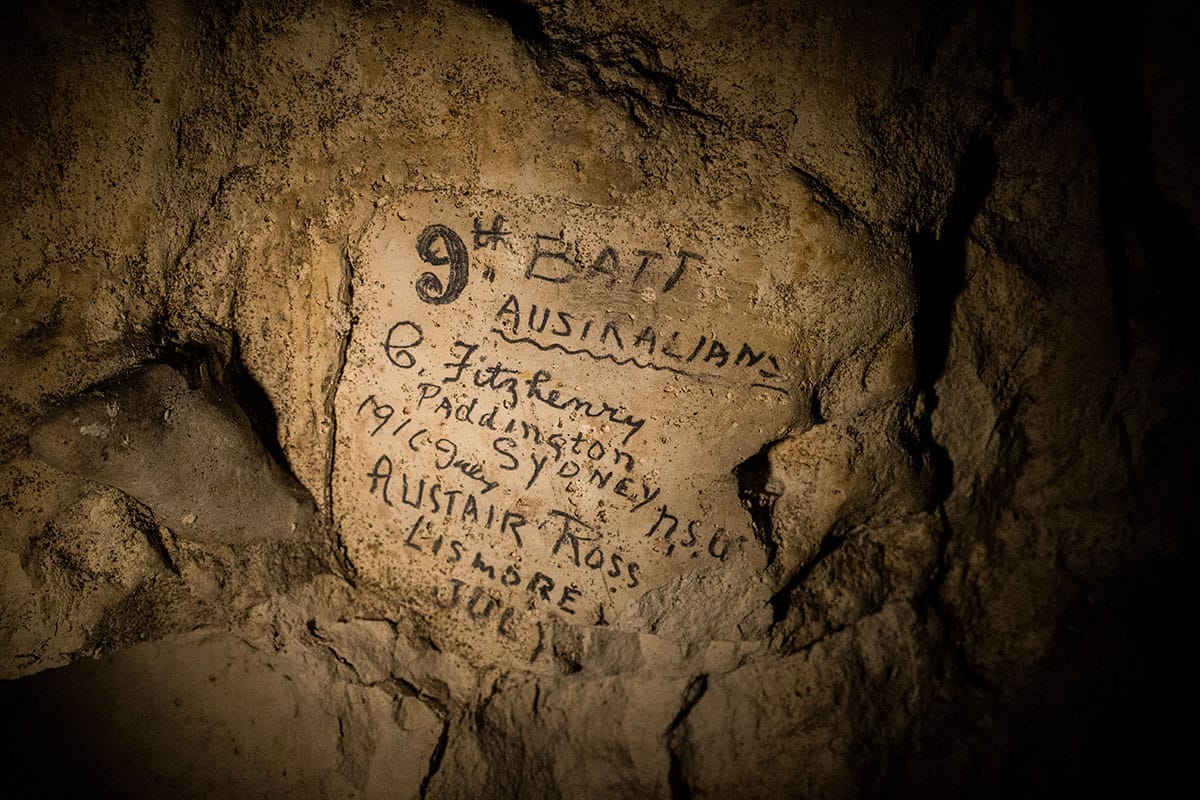 9th. BATT
AUSTRALIANS
C. Fitzhenry
PADDINGTON
SYDNEY N.S.W
1916 July
ALISTAIR ROSS
LISMORE
JULY